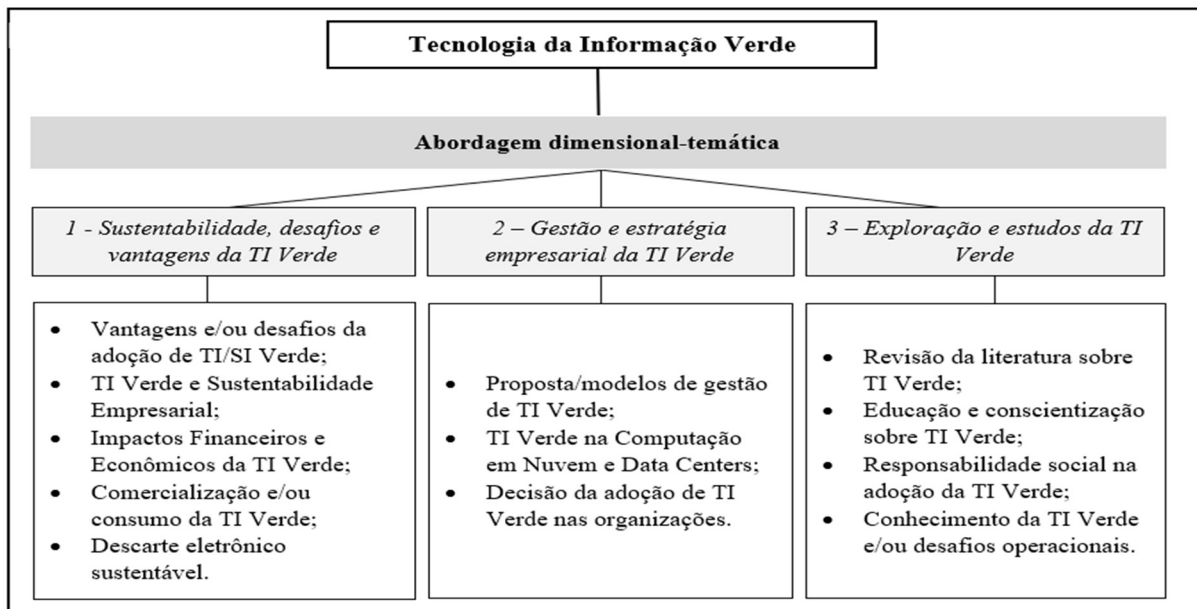 Tecnologia da Informação Verde
Abordagem dimensional-temática
1 - Sustentabilidade, desafios e
vantagens da TI Verde
• Vantagens e/ou desafios da
adoção de TI/SI Verde;
• TI Verde e Sustentabilidade
Empresarial;
• Impactos Financeiros e
Econômicos da TI Verde;
• Comercialização e/ou
consumo da TI Verde;
• Descarte eletrônico
sustentável.
2 – Gestão e estratégia
empresarial da TI Verde
• Proposta/modelos de gestão
de TI Verde;
• TI Verde na Computação
em Nuvem e Data Centers;
• Decisão da adoção de TI
Verde nas organizações.
3 – Exploração e estudos da TI
Verde
• Revisão da literatura sobre
TI Verde;
• Educação e conscientização
sobre TI Verde;
• Responsabilidade social na
adoção da TI Verde;
• Conhecimento da TI Verde
e/ou desafios operacionais.